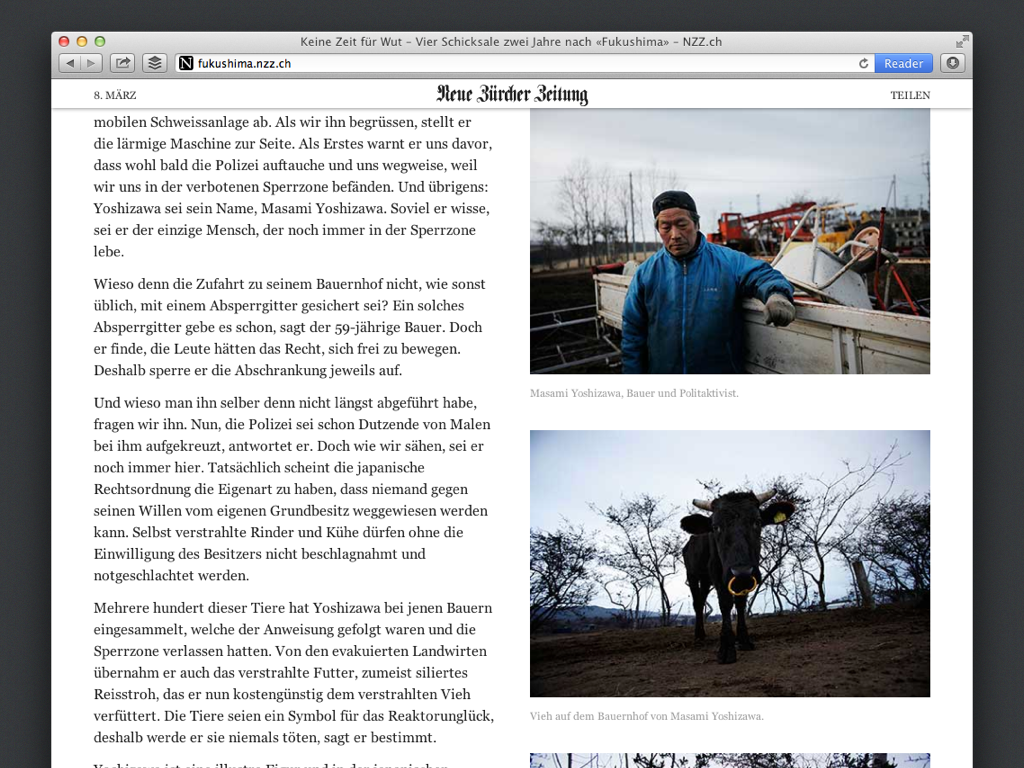 Keine Zeit für Wut – Vier Schicksale zwei Jahre nach «Fukushima» – NZZ.ch
fukushima.nzz.ch
Reader
8. MÄRZ
Neue Zürcher Zeitung
TEILEN
mobilen Schweissanlage ab. Als wir ihn begrüssen, stellt er
die lärmige Maschine zur Seite. Als Erstes warnt er uns davor,
dass wohl bald die Polizei auftauche und uns wegweise, weil
wir uns in der verbotenen Sperrzone befänden. Und übrigens:
Yoshizawa sei sein Name, Masami Yoshizawa. Soviel er wisse,
sei er der einzige Mensch, der noch immer in der Sperrzone
lebe.
Wieso denn die Zufahrt zu seinem Bauernhof nicht, wie sonst
üblich, mit einem Absperrgitter gesichert sei? Ein solches
Absperrgitter gebe es schon, sagt der 59-jährige Bauer. Doch
er finde, die Leute hätten das Recht, sich frei zu bewegen.
Deshalb sperre er die Abschrankung jeweils auf.
Und wieso man ihn selber denn nicht längst abgeführt habe,
fragen wir ihn. Nun, die Polizei sei schon Dutzende von Malen
bei ihm aufgekreuzt, antwortet er. Doch wie wir sähen, sei er
noch immer hier. Tatsächlich scheint die japanische
Rechtsordnung die Eigenart zu haben, dass niemand gegen
seinen Willen vom eigenen Grundbesitz weggewiesen werden
kann. Selbst verstrahlte Rinder und Kühe dürfen ohne die
Einwilligung des Besitzers nicht beschlagnahmt und
notgeschlachtet werden.
Mehrere hundert dieser Tiere hat Yoshizawa bei jenen Bauern
eingesammelt, welche der Anweisung gefolgt waren und die
Sperrzone verlassen hatten. Von den evakuierten Landwirten
übernahm er auch das verstrahlte Futter, zumeist siliertes
Reisstroh, das er nun kostengünstig dem verstrahlten Vieh
verfüttert. Die Tiere seien ein Symbol für das Reaktorunglück,
deshalb werde er sie niemals töten, sagt er bestimmt.
Yoshizawa ist eine illustre Figur und in der japanischen
Masami Yoshizawa, Bauer und Politaktivist.
Vieh auf dem Bauernhof von Masami Yoshizawa.